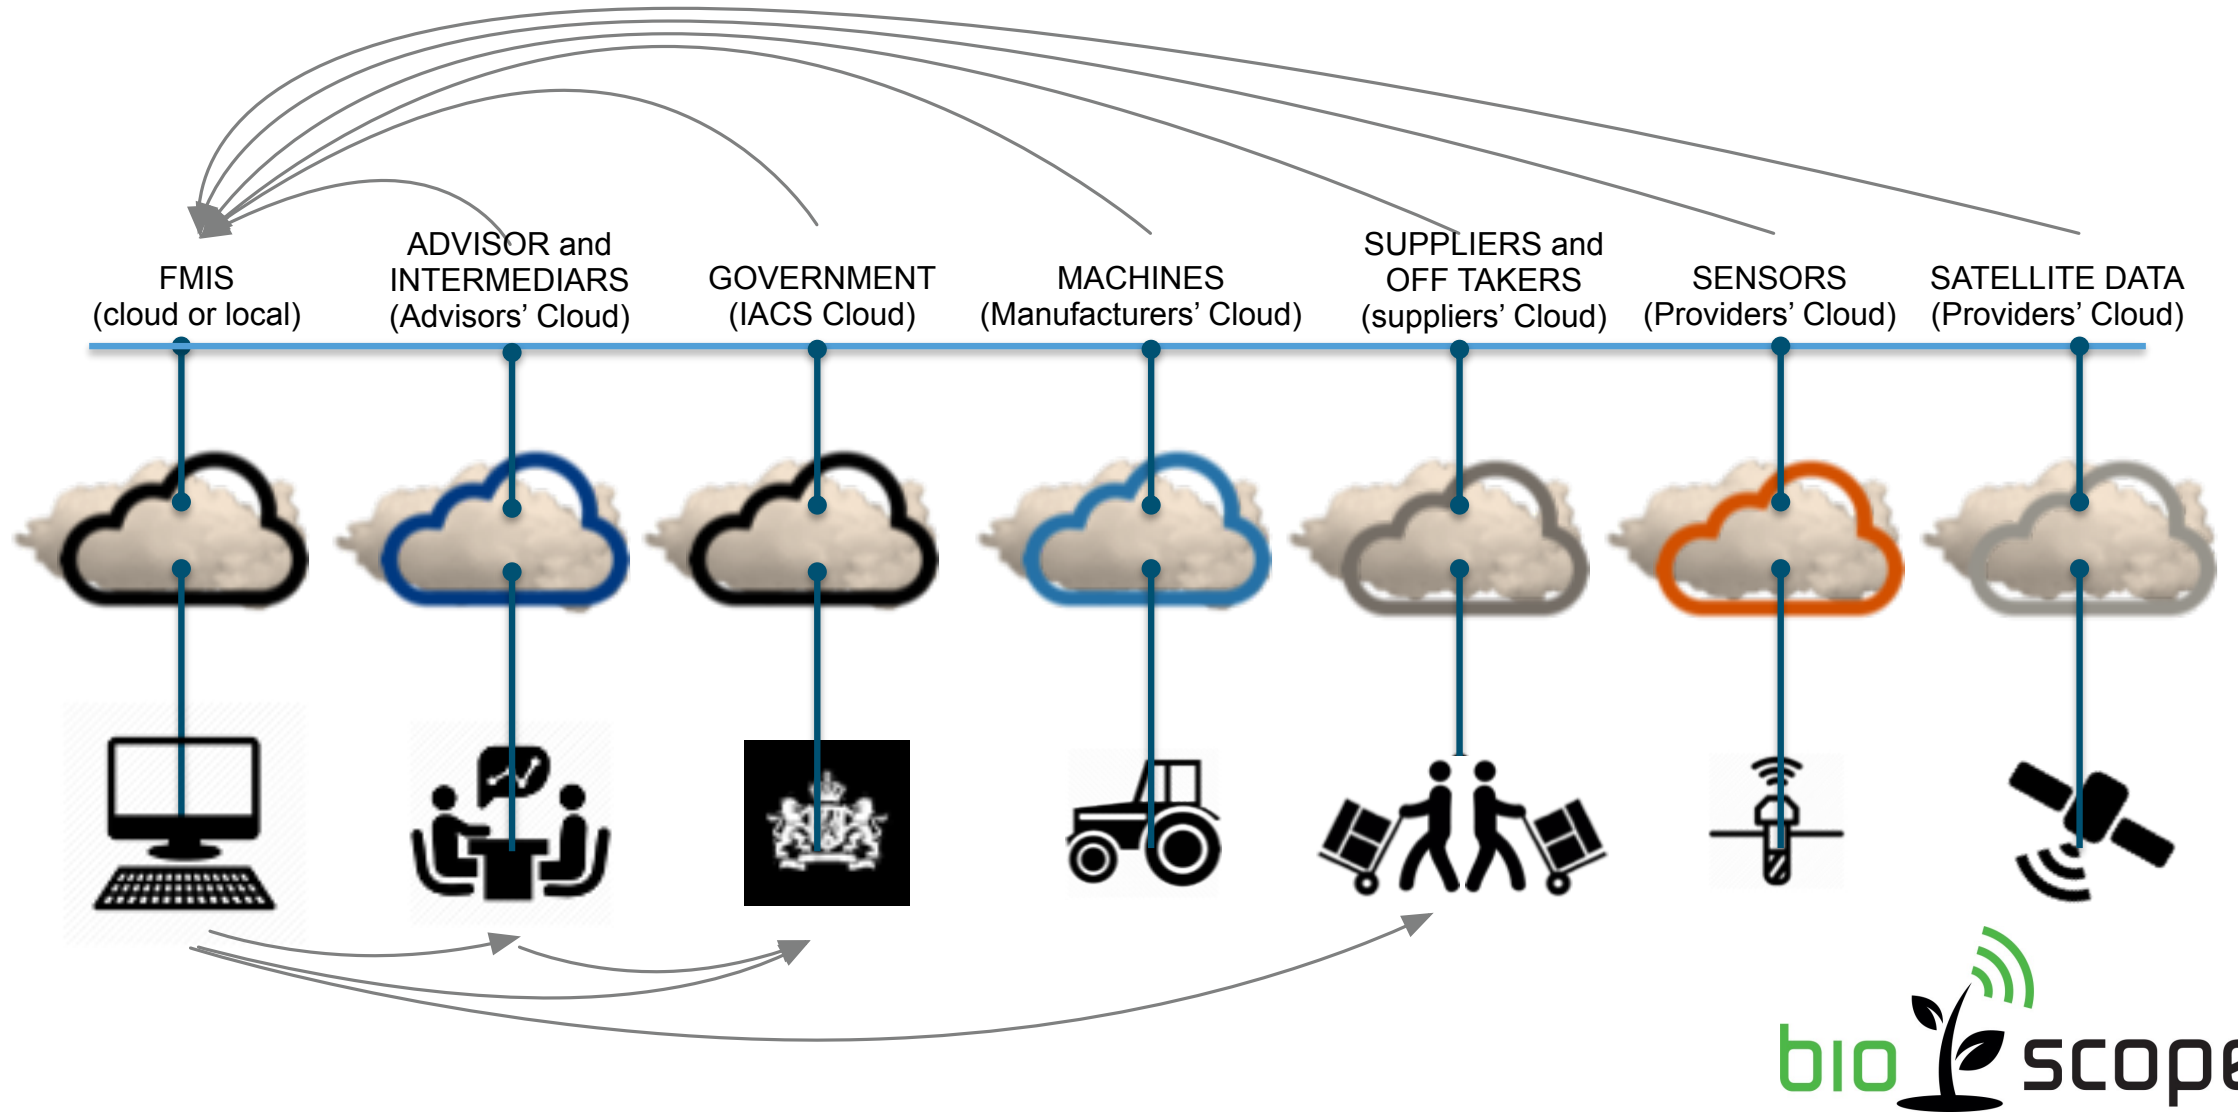 FMIS
(cloud or local)
ADVISOR and
INTERMEDIARS
(Advisors’ Cloud)
GOVERNMENT
(IACS Cloud)
MACHINES
(Manufacturers’ Cloud)
SUPPLIERS and
OFF TAKERS
(suppliers’ Cloud)
SENSORS
(Providers’ Cloud)
SATELLITE DATA
(Providers’ Cloud)
bio scope